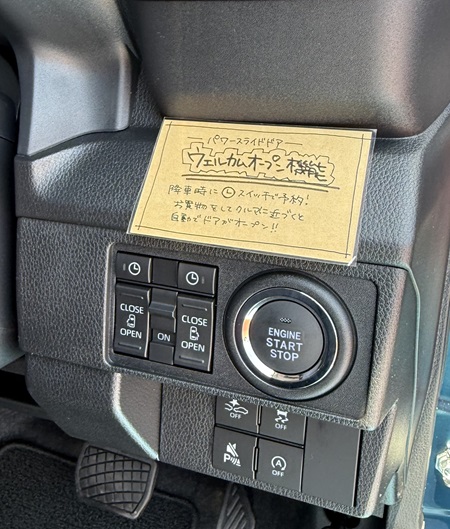 パワースライドドア
ウェルカムオープン機能
降車時に スイッチで予約!
お買物をしてクルマに近づくと
自動でドアがオープン!!
CLOSE
OPEN
ON
CLOSE
OPEN
ENGINE
START
STOP
OFF
OFF
P
A
OFF